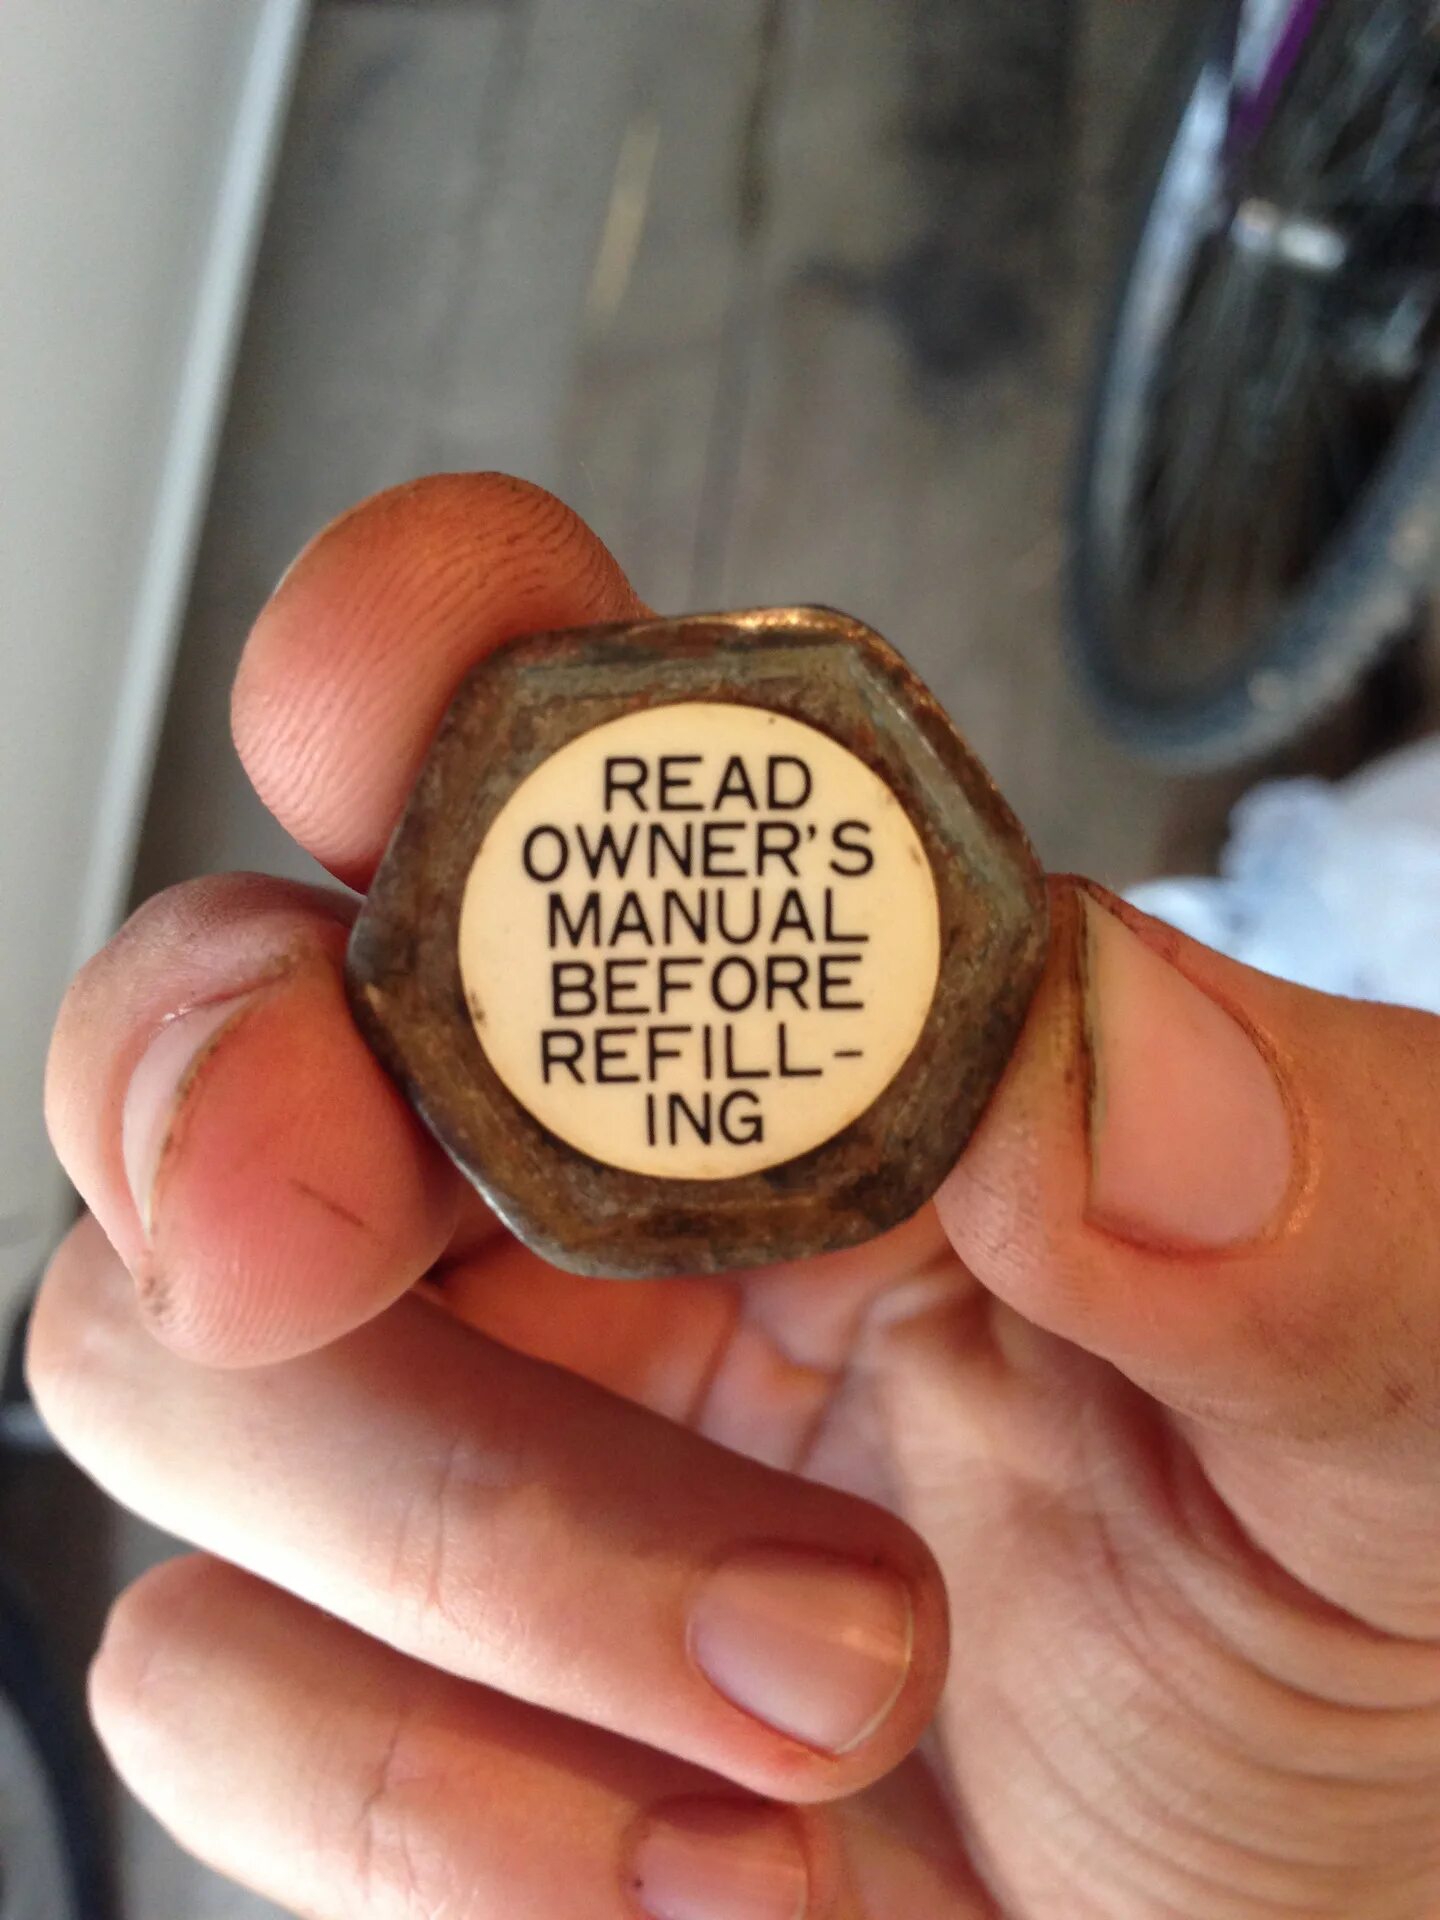 READ
OWNER'S
MANUAL
BEFORE
REFILL-
ING